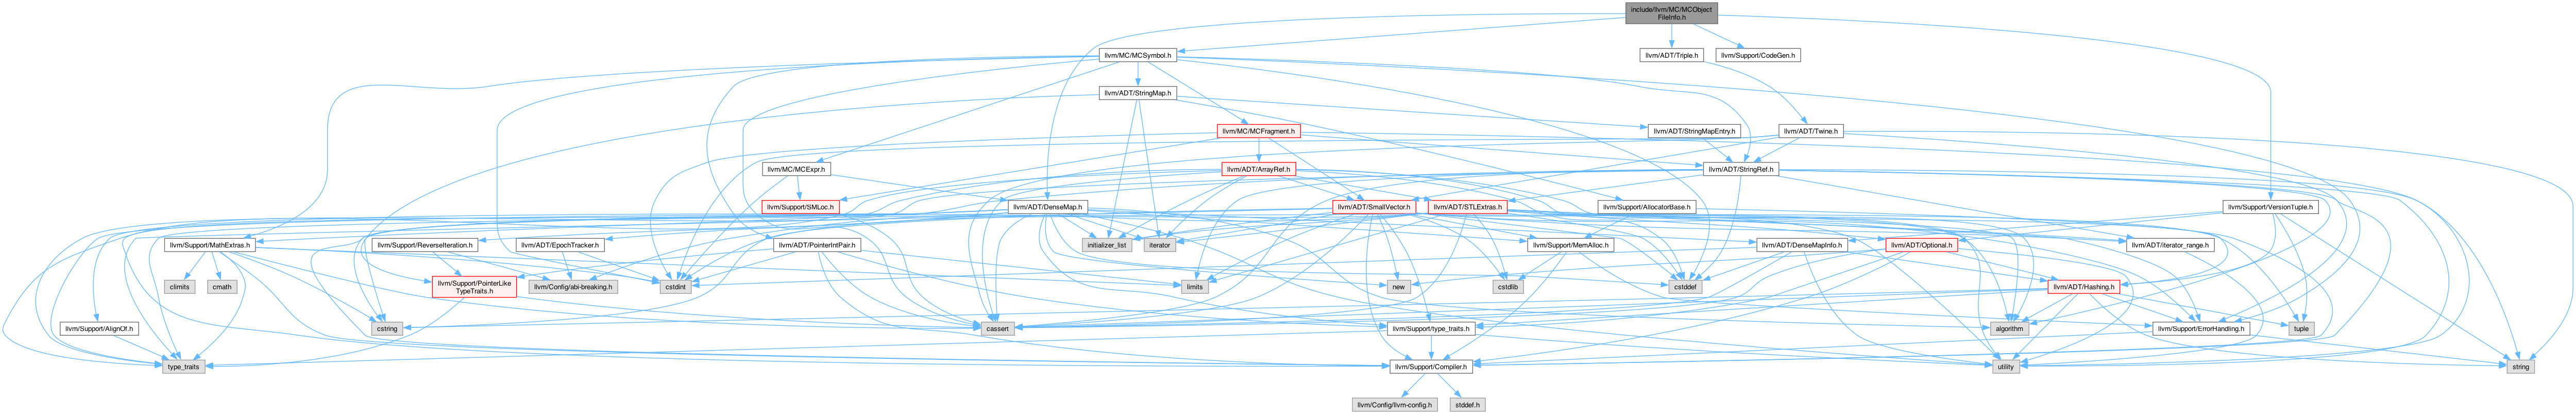 include/llvm/MC/MCObject
FileInfo.h
llvm/MC/MCSymbol.h
llvm/ADT/Triple.h
llvm/Support/CodeGen.h
llvm/ADT/StringMap.h
llvm/MC/MCFragment.h
llvm/ADT/StringMapEntry.h
llvm/ADT/Twine.h
llvm/MC/MCExpr.h
llvm/ADT/ArrayRef.h
llvm/ADT/StringRef.h
llvm/Support/SMLoc.h
llvm/ADT/DenseMap.h
llvm/ADT/SmallVector.h
llvm/ADT/STLExtras.h
llvm/Support/AllocatorBase.h
llvm/Support/VersionTuple.h
llvm/Support/MathExtras.h
llvm/Support/ReverseIteration.h
llvm/ADT/EpochTracker.h
llvm/ADT/PointerIntPair.h
initializer_list
iterator
llvm/Support/MemAlloc.h
llvm/ADT/DenseMapInfo.h
llvm/ADT/Optional.h
llvm/ADT/iterator_range.h
climits
cmath
llvm/Support/PointerLike
TypeTraits.h
llvm/Config/abi-breaking.h
cstdint
limits
new
cstdlib
cstddef
llvm/ADT/Hashing.h
llvm/Support/AlignOf.h
cstring
cassert
llvm/Support/type_traits.h
algorithm
llvm/Support/ErrorHandling.h
tuple
type_traits
llvm/Support/Compiler.h
utility
string
llvm/Config/llvm-config.h
stddef.h